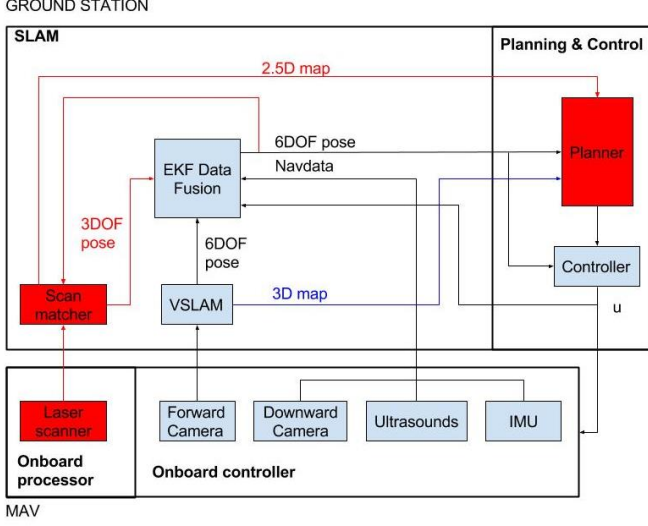 GROUND STATION
SLAM
Planning & Control
2.5D map
6DOF pose
Navdata
EKF Data
Fusion
Planner
3DOF
pose
6DOF
pose
Controller
Scan
matcher
VSLAM
3D map
u
Laser
scanner
Forward
Camera
Downward
Camera
Ultrasounds
IMU
Onboard
processor
Onboard controller
MAV